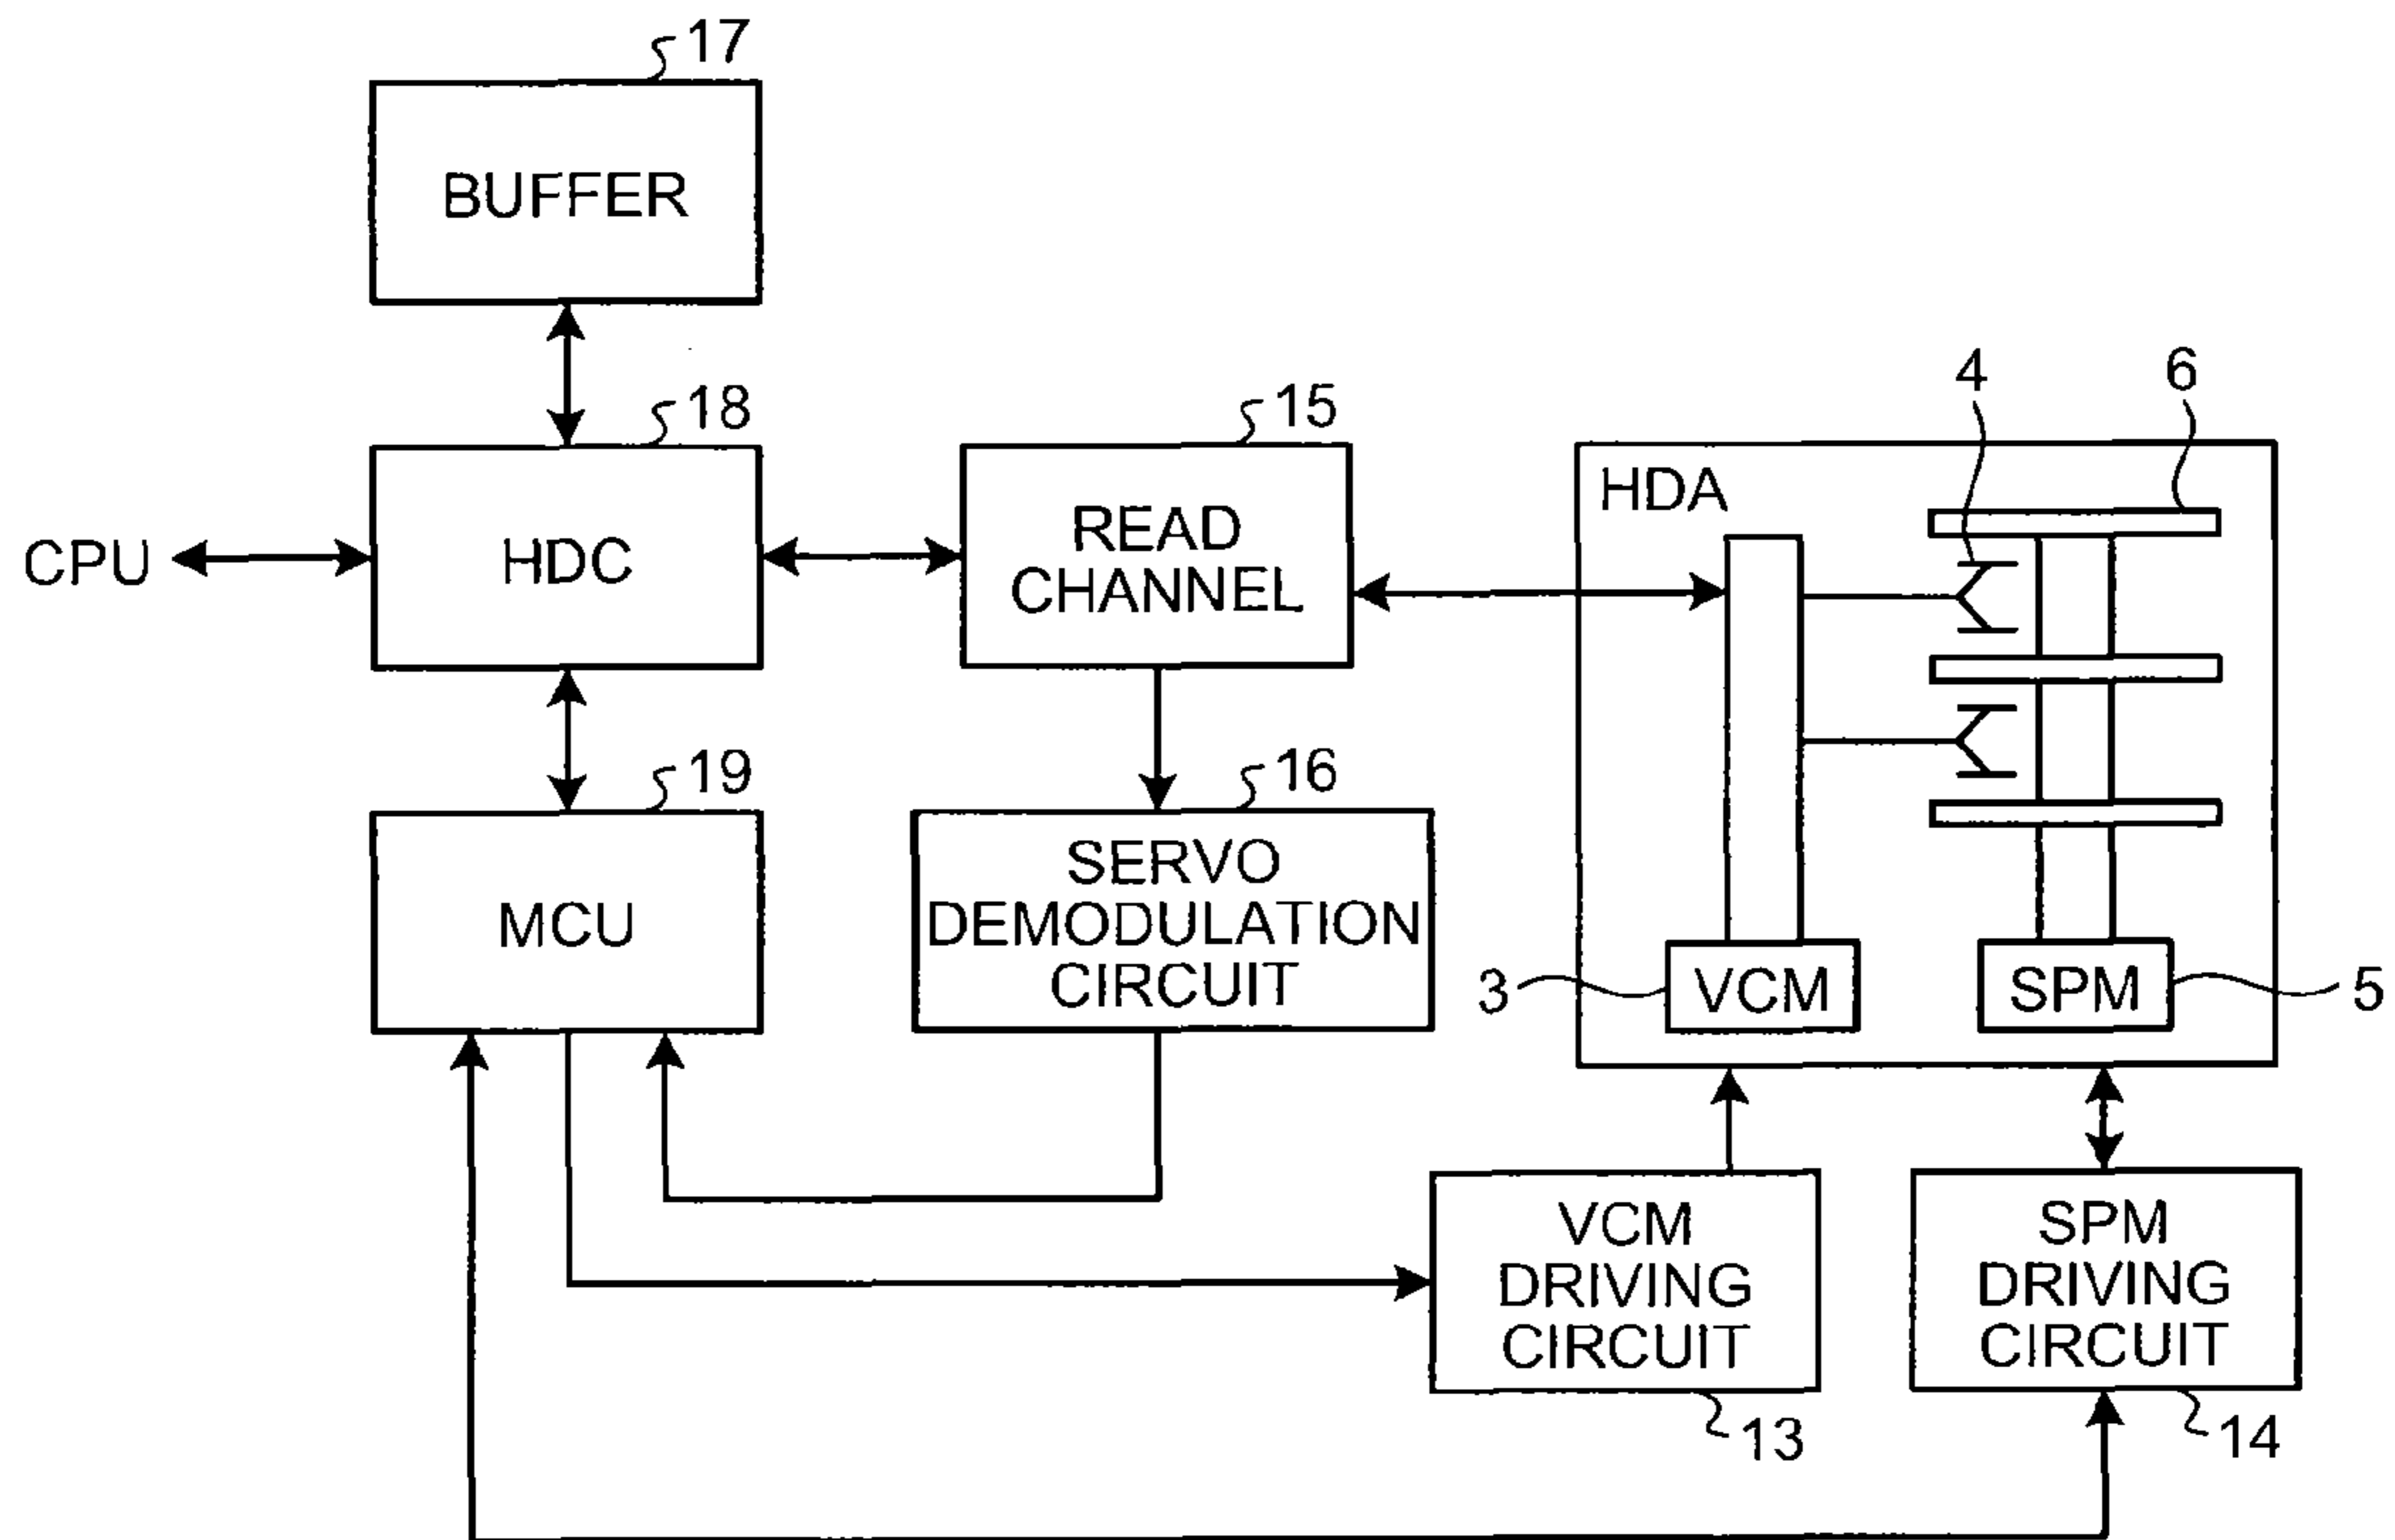 17
BUFFER
18
15
4
6
CPU
HDC
READ
CHANNEL
HDA
19
16
MCU
SERVO
DEMODULATION
CIRCUIT
3
VCM
SPM
5
VCM
DRIVING
CIRCUIT
SPM
DRIVING
CIRCUIT
13
14